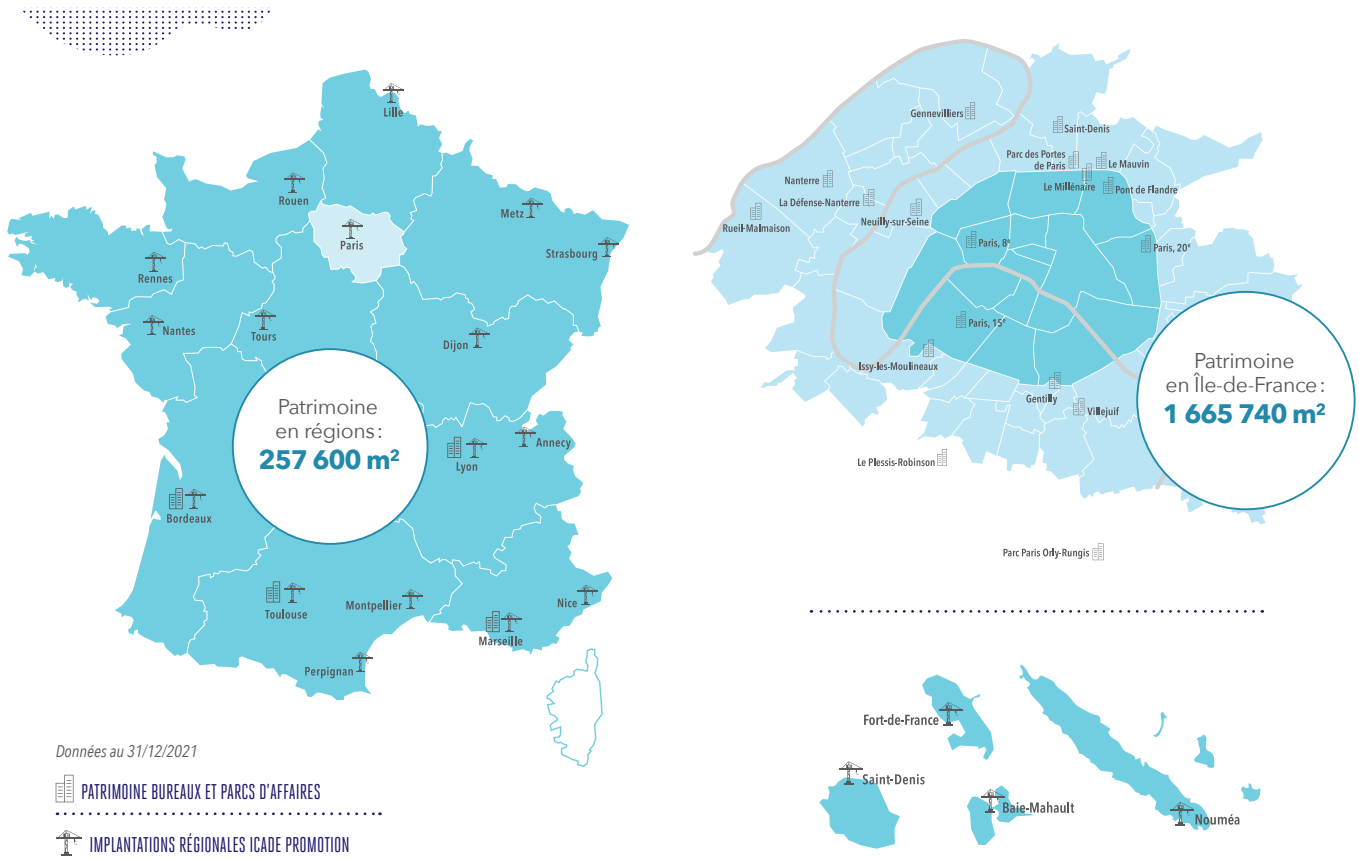 Lille
Rouen
Metz
Paris
Strasbourg
Rennes
Nantes
Tours
Dijon
Patrimoine
en régions :
257 600 m²
Annecy
Lyon
Bordeaux
Toulouse
Montpellier
Nice
Marseille
Perpignan
Données au 31/12/2021
PATRIMOINE BUREAUX ET PARCS D'AFFAIRES
IMPLANTATIONS RÉGIONALES ICADE PROMOTION
Gennevilliers
Saint-Denis
Parc des Portes
de Paris
Le Mauvin
Le Millénaire
Pont de Flandre
Nanterre
La Défense-Nanterre
Neuilly-sur-Seine
Rueil-Malmaison
Paris, 8e
Paris, 20e
Paris, 15e
Issy-les-Moulineaux
Gentilly
Villejuif
Patrimoine
en Île-de-France :
1 665 740 m²
Le Plessis-Robinson
Parc Paris Orly-Rungis
Fort-de-France
Saint-Denis
Baie-Mahault
Nouméa